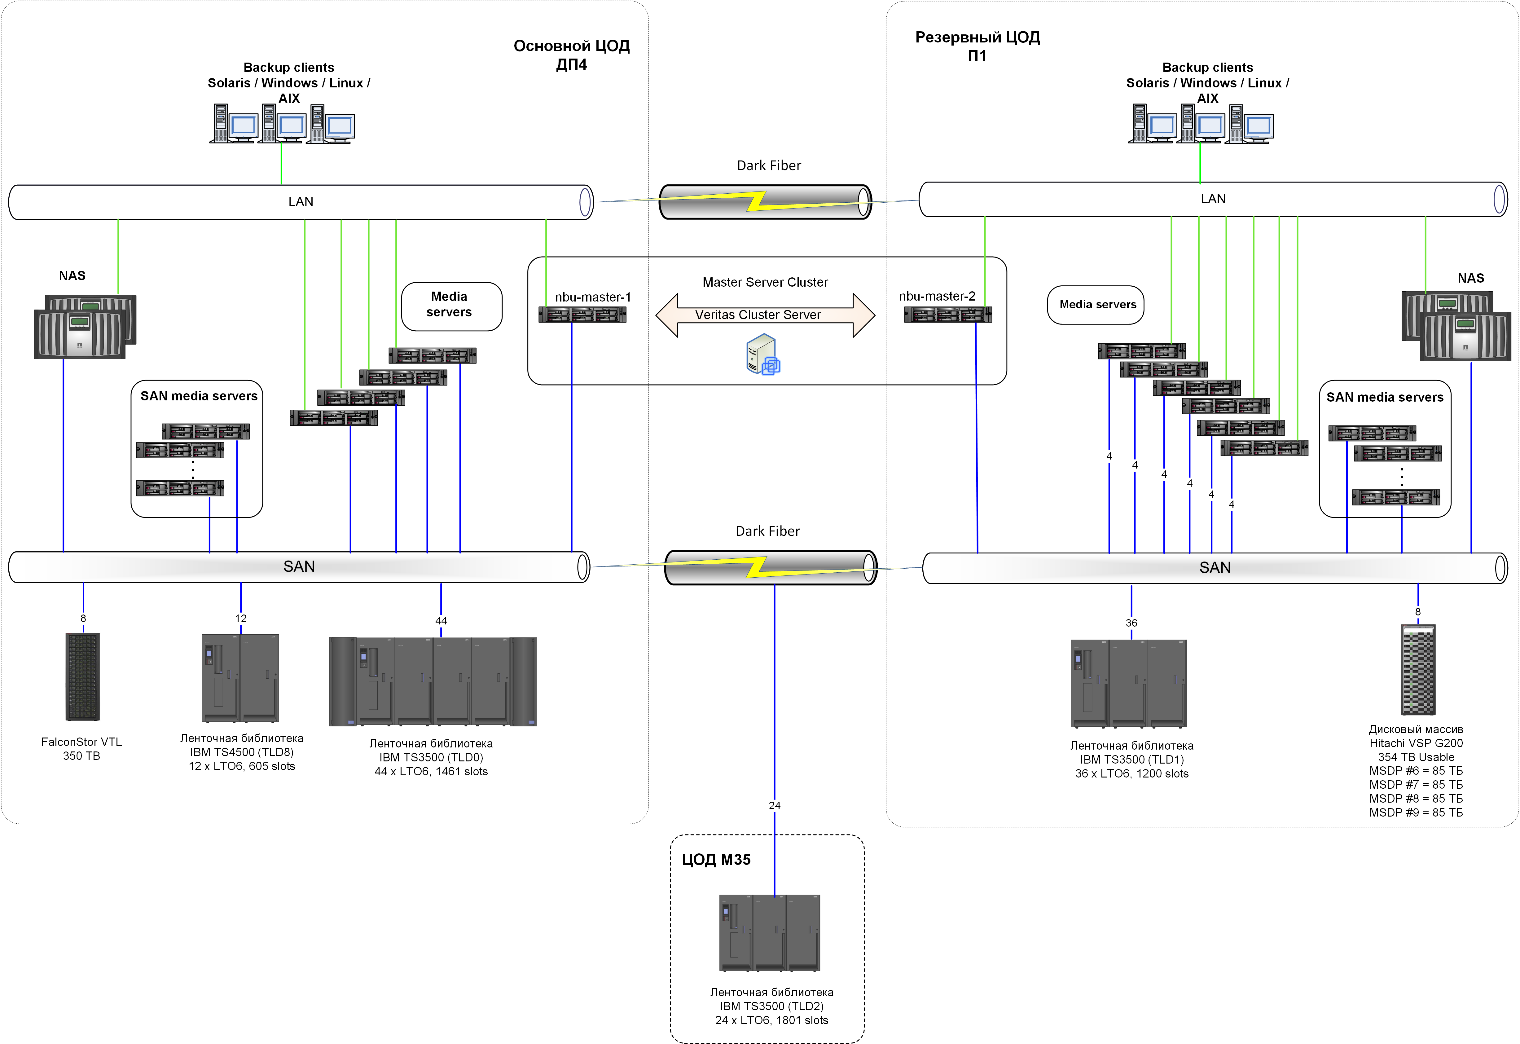 Основной ЦОД
ДП4
Backup clients
Solaris / Windows / Linux /
AIX
LAN
NAS
Media
servers
SAN media servers
SAN
8
12
44
FalconStor VTL
350 TB
Ленточная библиотека
IBM TS4500 (TLD8)
12 x LTO6, 605 slots
Ленточная библиотека
IBM TS3500 (TLD0)
44 x LTO6, 1461 slots
Dark Fiber
Master Server Cluster
nbu-master-1
nbu-master-2
Veritas Cluster Server
Dark Fiber
24
ЦОД М35
Ленточная библиотека
IBM TS3500 (TLD2)
24 x LTO6, 1801 slots
Резервный ЦОД
П1
Backup clients
Solaris / Windows / Linux /
AIX
LAN
NAS
Media servers
SAN media servers
4
4
4
4
4
4
SAN
36
8
Ленточная библиотека
IBM TS3500 (TLD1)
36 x LTO6, 1200 slots
Дисковый массив
Hitachi VSP G200
354 TB Usable
MSDP #6 = 85 ТБ
MSDP #7 = 85 ТБ
MSDP #8 = 85 ТБ
MSDP #9 = 85 ТБ